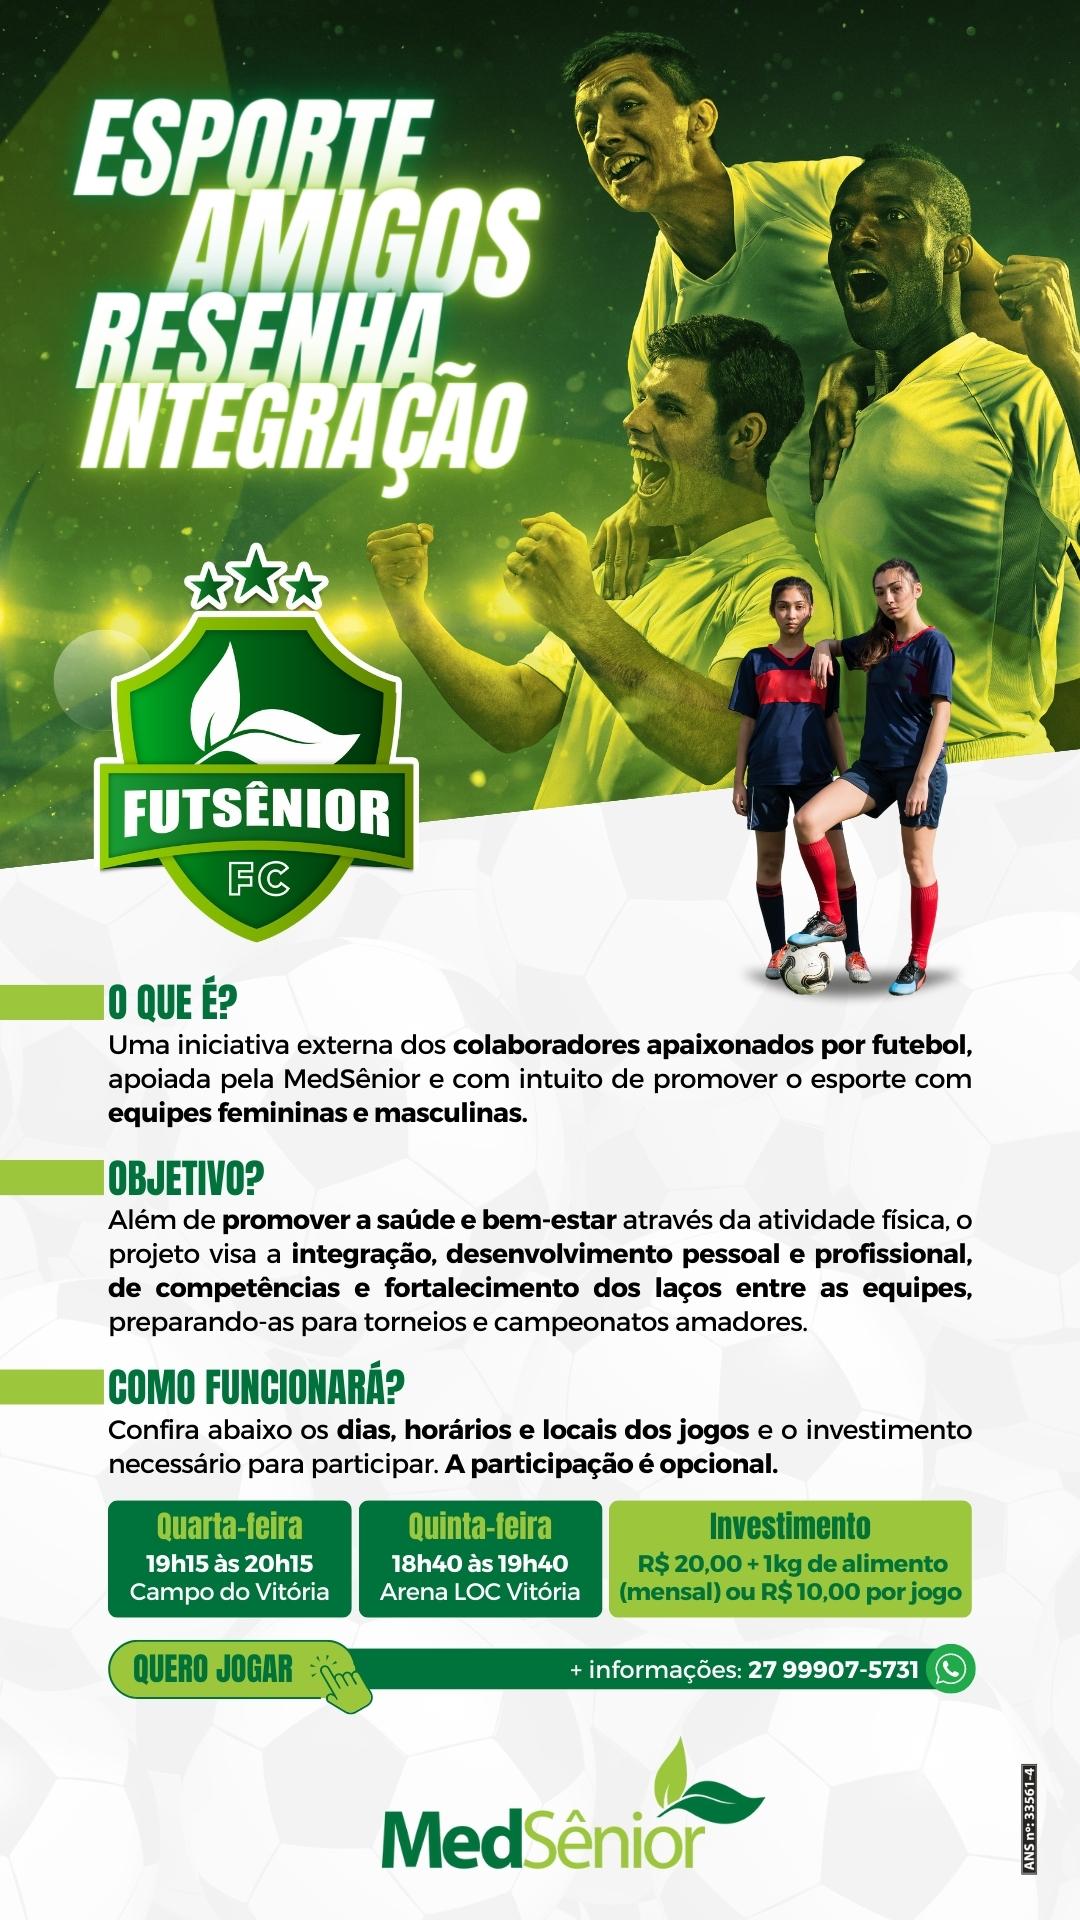 ESPORTE
AMIGOS
RESENHA
INTEGRAÇÃO
FUTSÊNIOR
FC
O QUE É?
Uma iniciativa externa dos colaboradores apaixonados por futebol,
apoiada pela MedSênior e com intuito de promover o esporte com
equipes femininas e masculinas.
OBJETIVO?
Além de promover a saúde e bem-estar através da atividade física, o
projeto visa a integração, desenvolvimento pessoal e profissional,
de competências e fortalecimento dos laços entre as equipes,
preparando-as para torneios e campeonatos amadores.
COMO FUNCIONARÁ?
Confira abaixo os dias, horários e locais dos jogos e o investimento
necessário para participar. A participação é opcional.
Quarta-feira
19h15 às 20h15
Campo do Vitória
Quinta-feira
18h40 às 19h40
Arena LOC Vitória
Investimento
R$ 20,00 + 1kg de alimento
(mensal) ou R$ 10,00 por jogo
QUERO JOGAR
+ informações: 27 99907-5731
MedSênior
ANS nº: 33561-4